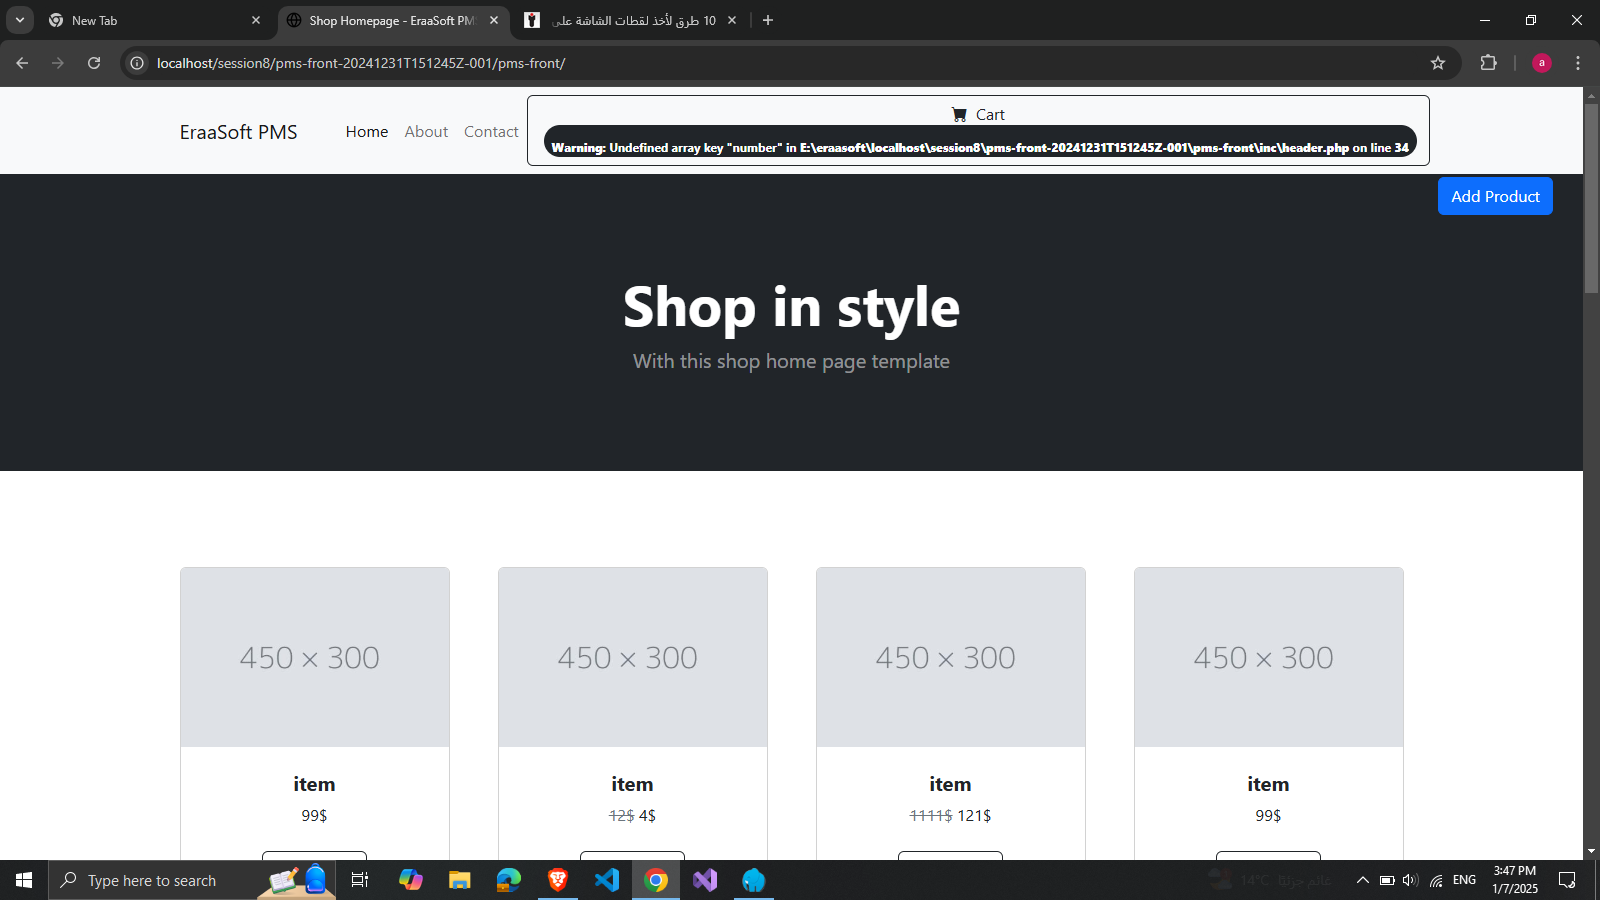 New Tab
Shop Homepage - EraaSoft PM
10 طرق لأخذ لقطات الشاشة على
localhost/session8/pms-front-20241231T151245Z-001/pms-front/
a
EraaSoft PMS
Home
About
Contact
Cart
Warning: Undefined array key "number" in E:\eraasoft\localhost\session8\pms-front-20241231T151245Z-001\pms-front\inc\header.php on line 34
Add Product
Shop in style
With this shop home page template
450 × 300
450 × 300
450 × 300
450 × 300
item
item
item
item
99$
12$ 4$
1111$ 121$
99$
Type here to search
14°C غائم جزئيًا
ENG
3:47 PM
1/7/2025